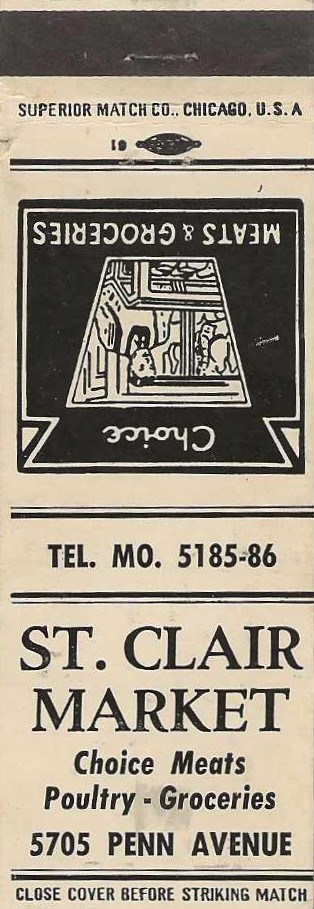 SUPERIOR MATCH CO., CHICAGO, U.S.A
19
MEATS & GROCERIES
Choice
TEL. MO. 5185-86
ST. CLAIR
MARKET
Choice Meats
Poultry - Groceries
5705 PENN AVENUE
CLOSE COVER BEFORE STRIKING MATCH